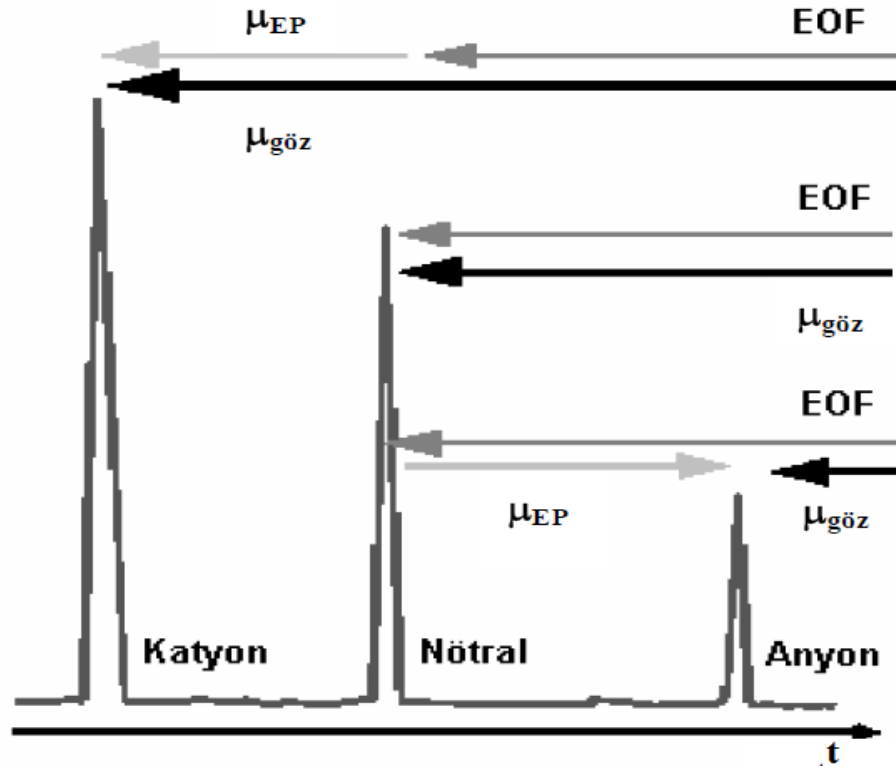 μEP EOF
μgöz
EOF
μgöz
EOF
μEP μgöz
Katyon Nötral Anyon
t